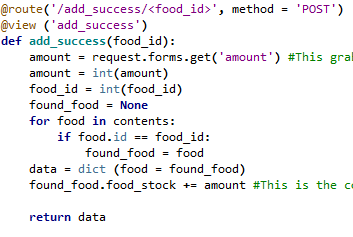 @route('/add_success/<food_id>', method = 'POST')
@view ('add_success')
def add_success(food_id):
    amount = request.forms.get('amount') #This gra
    amount = int(amount)
    food_id = int(food_id)
    found_food = None
    for food in contents:
        if food.id == food_id:
            found_food = food
    data = dict (food = found_food)
    found_food.food_stock += amount #This is the c
    return data